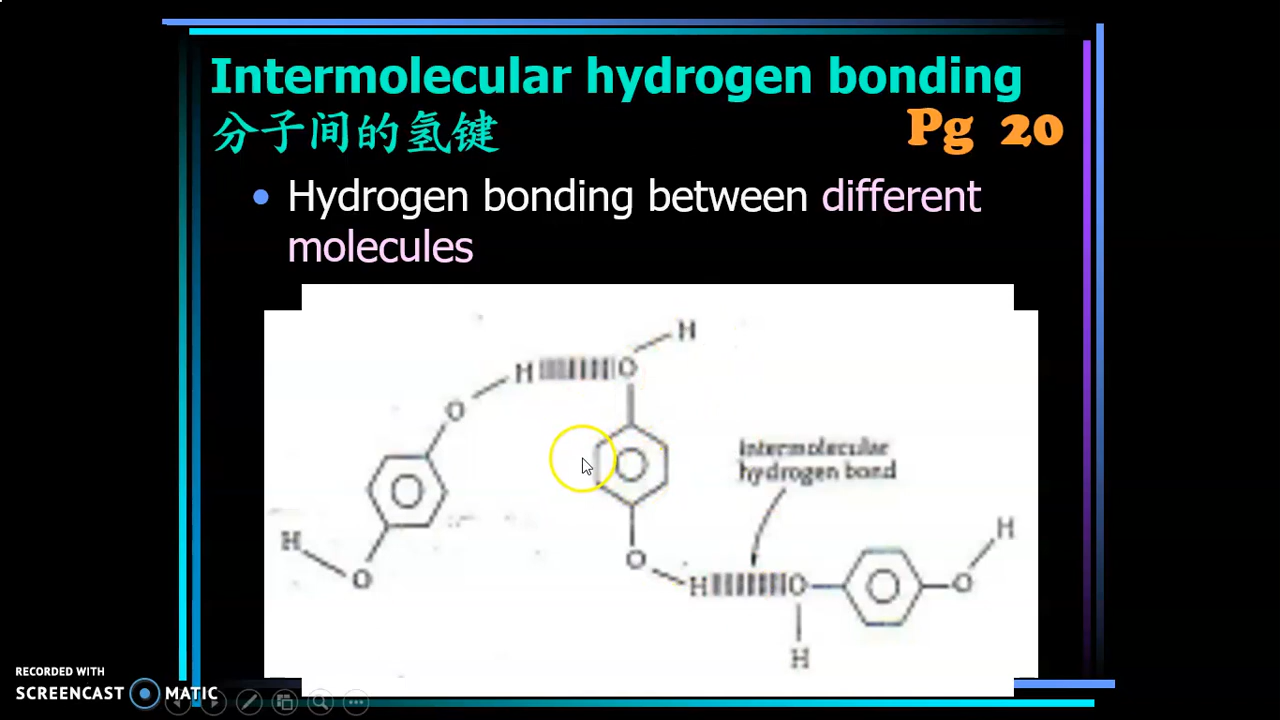 Intermolecular hydrogen bonding
分子间的氢键
Pg 20
• Hydrogen bonding between different
molecules
H
H
O
O
Intermolecular
hydrogen bond
H
H
O
O
H
O
O
H
RECORDED WITH
SCREENCAST MATIC